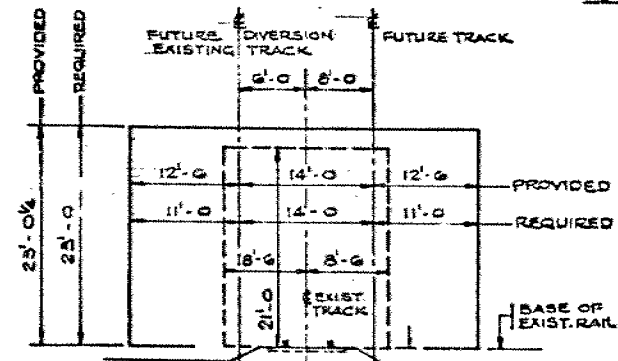 PROVIDED
REQUIRED
FUTURE DIVERSION
EXISTING TRACK
FUTURE TRACK
6'-0 8'-0
12'-6 14'-0 12'-6 PROVIDED
11'-0 14'-0 11'-0 REQUIRED
18'-6 8'-6
23'-0¼
23'-0
21'-0
EXIST.
TRACK
BASE OF
EXIST. RAIL